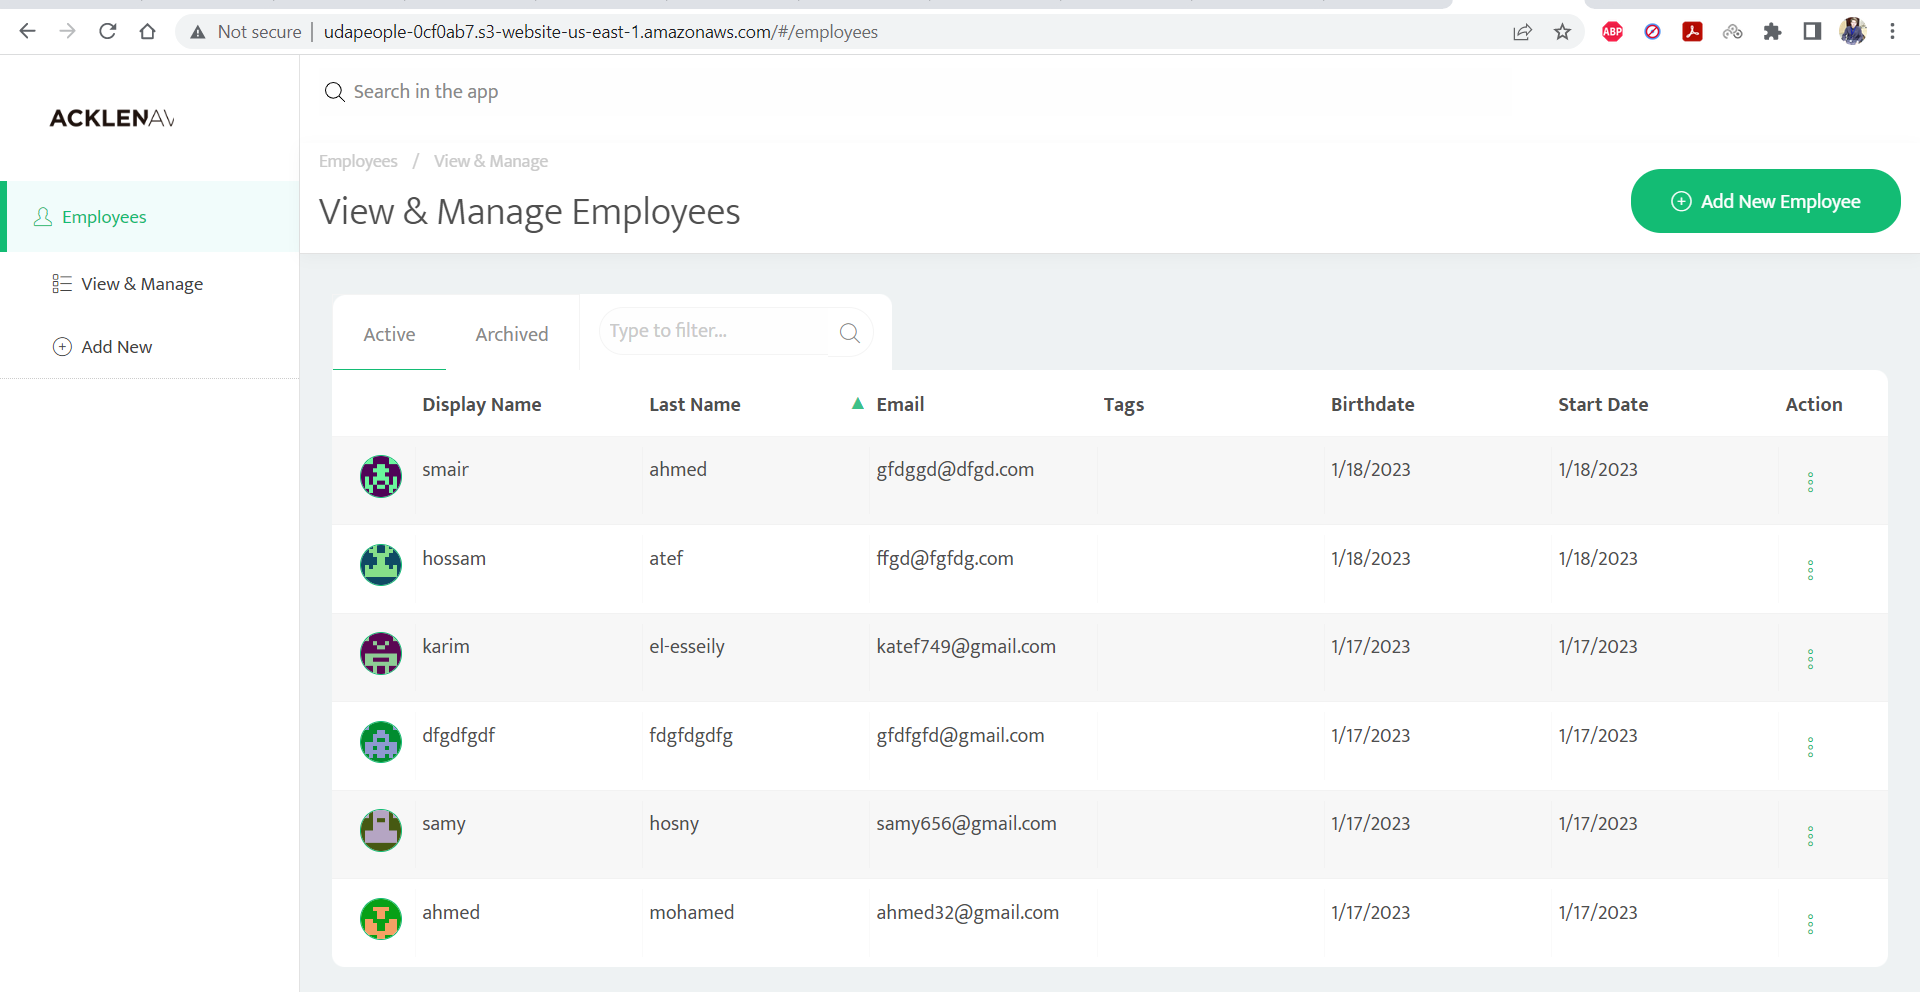 Not secure | udapeople-0cf0ab7.s3-website-us-east-1.amazonaws.com/#/employees
ABP
ACKLENAV
Search in the app
Employees
View & Manage
Add New
Employees / View & Manage
View & Manage Employees
Add New Employee
Active Archived Type to filter...
Display Name Last Name ▲ Email Tags Birthdate Start Date Action
smair ahmed gfdggd@dfgd.com 1/18/2023 1/18/2023
hossam atef ffgd@fgfdg.com 1/18/2023 1/18/2023
karim el-esseily katef749@gmail.com 1/17/2023 1/17/2023
dfgdfgdf fdgfdgdfg gfdfgfd@gmail.com 1/17/2023 1/17/2023
samy hosny samy656@gmail.com 1/17/2023 1/17/2023
ahmed mohamed ahmed32@gmail.com 1/17/2023 1/17/2023